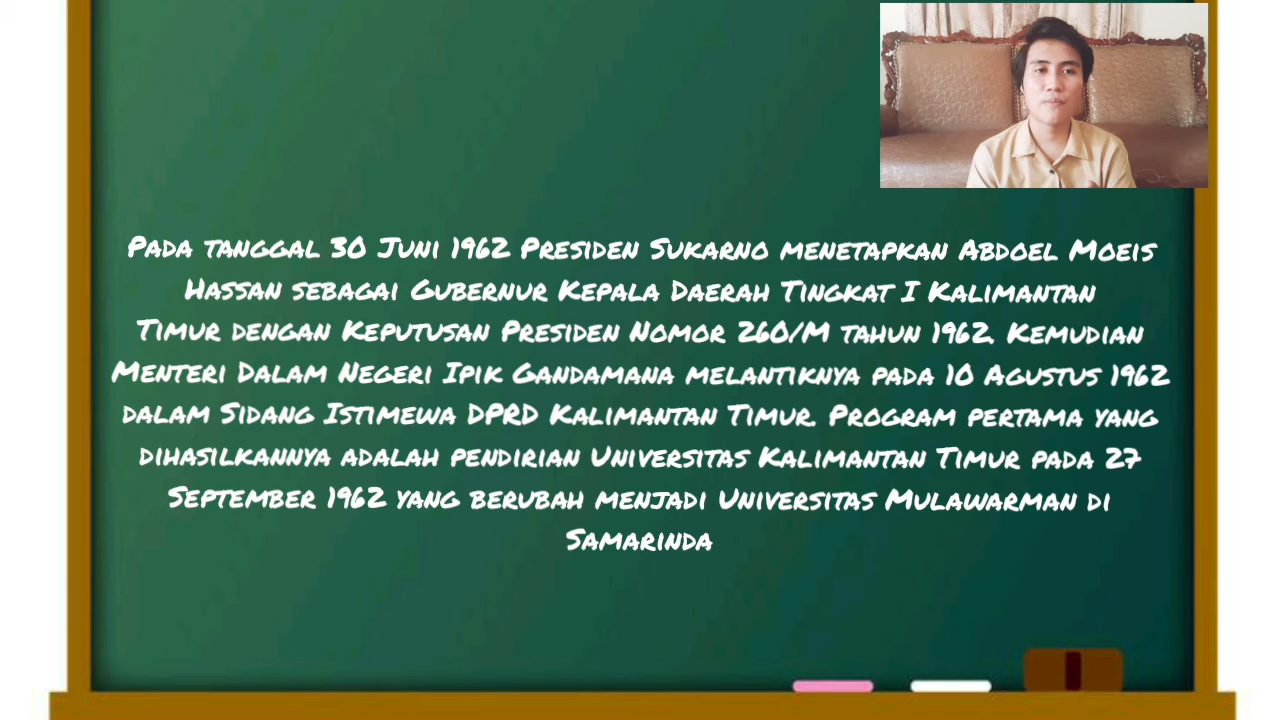 Pada tanggal 30 Juni 1962 Presiden Sukarno menetapkan Abdoel Moeis
Hassan sebagai Gubernur Kepala Daerah Tingkat I Kalimantan
Timur dengan Keputusan Presiden Nomor 260/M tahun 1962. Kemudian
Menteri Dalam Negeri Ipik Gandamana melantiknya pada 10 Agustus 1962
dalam Sidang Istimewa DPRD Kalimantan Timur. Program pertama yang
dihasilkannya adalah pendirian Universitas Kalimantan Timur pada 27
September 1962 yang berubah menjadi Universitas Mulawarman di
Samarinda